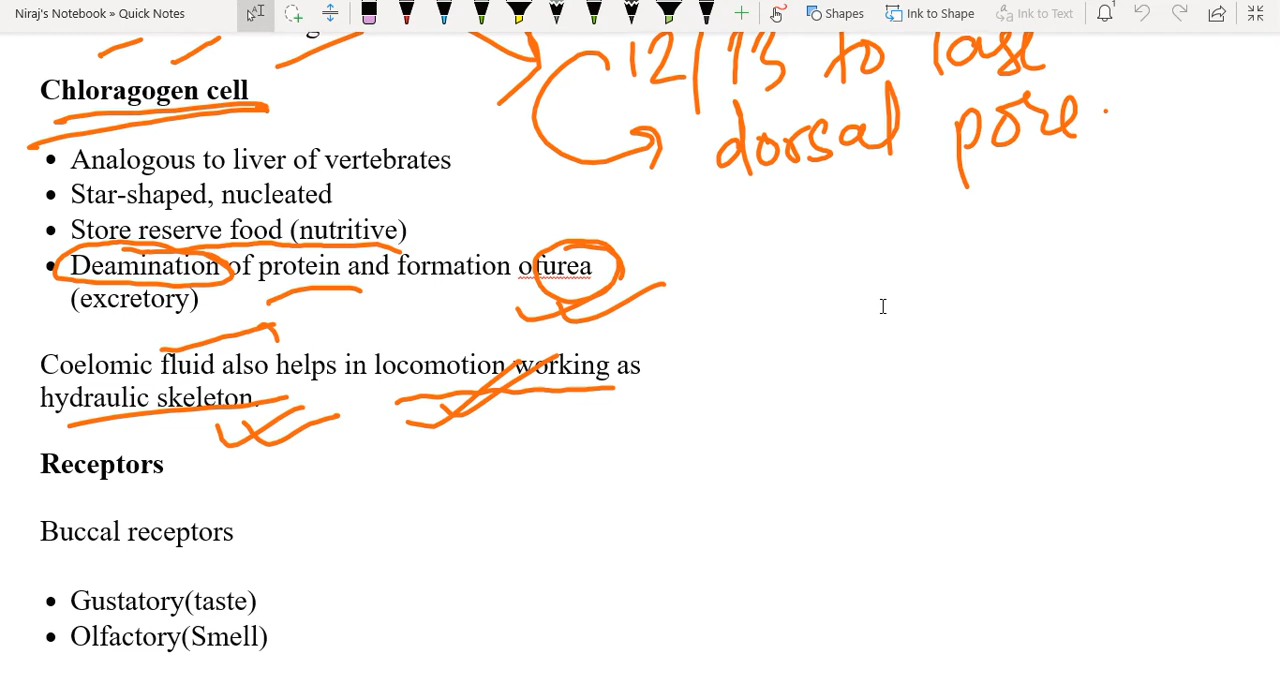 Niraj's Notebook » Quick Notes
Shapes
Ink to Shape
Ink to Text
1
12/13 to last
dorsal pore.
Chloragogen cell
• Analogous to liver of vertebrates
• Star-shaped, nucleated
• Store reserve food (nutritive)
• Deamination of protein and formation ofurea
(excretory)
Coelomic fluid also helps in locomotion working as
hydraulic skeleton.
Receptors
Buccal receptors
• Gustatory(taste)
• Olfactory(Smell)